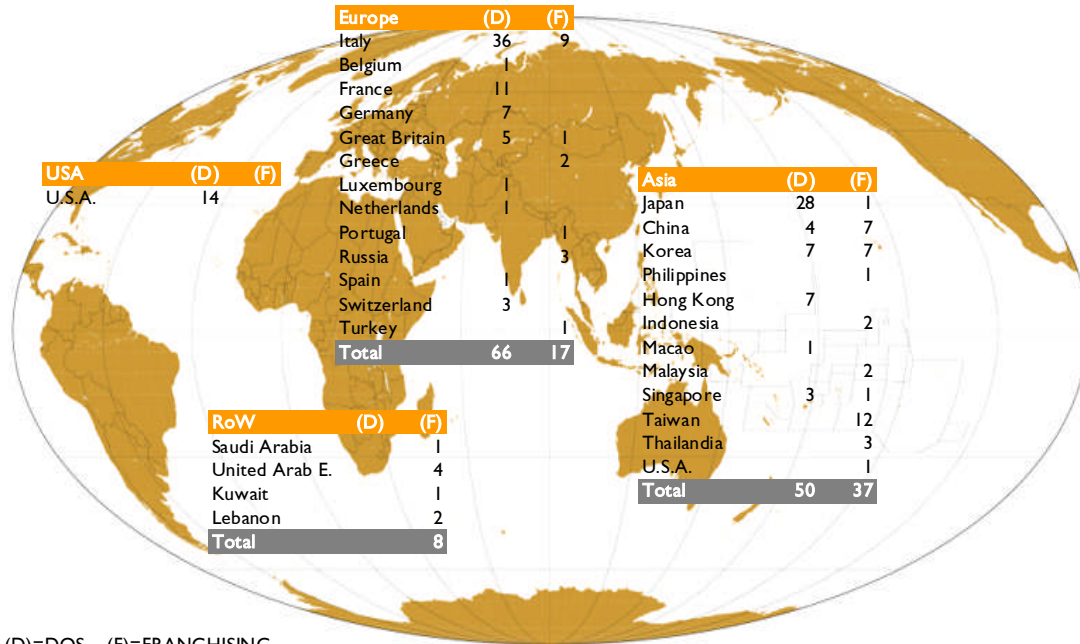 Europe (D) (F)
Italy 36 9
Belgium 1
France 11
Germany 7
Great Britain 5 1
Greece 2
Luxembourg 1
Netherlands 1
Portugal 1
Russia 3
Spain 1
Switzerland 3
Turkey 1
Total 66 17
USA (D) (F)
U.S.A. 14
Asia (D) (F)
Japan 28 1
China 4 7
Korea 7 7
Philippines 1
Hong Kong 7
Indonesia 2
Macao 1
Malaysia 2
Singapore 3 1
Taiwan 12
Thailandia 3
U.S.A. 1
Total 50 37
RoW (D) (F)
Saudi Arabia 1
United Arab E. 4
Kuwait 1
Lebanon 2
Total 8
(D)=DOS (F)=FRANCHISING